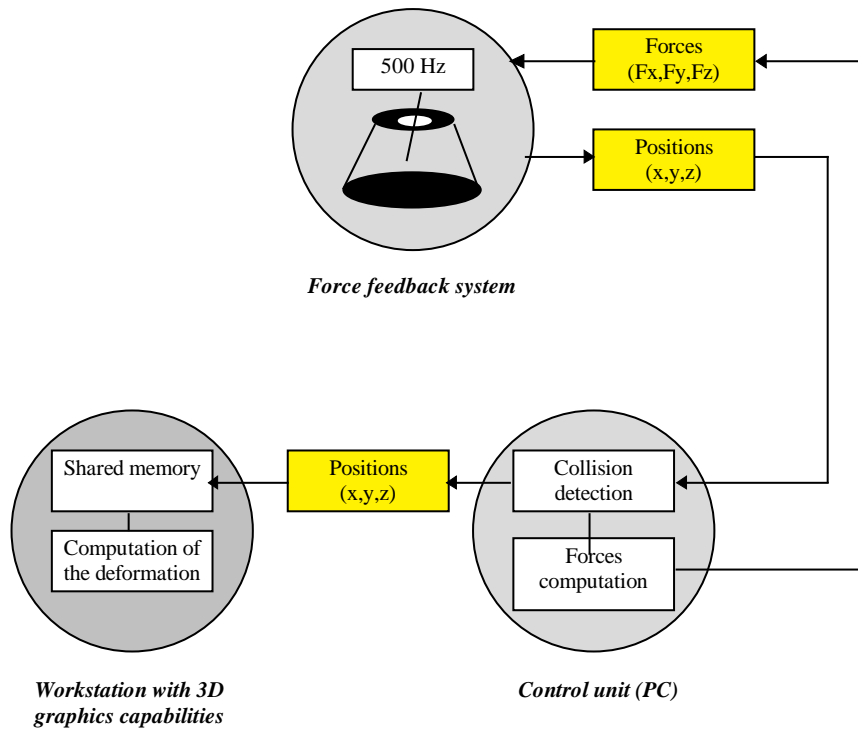 500 Hz
Forces
(Fx,Fy,Fz)
Positions
(x,y,z)
Force feedback system
Shared memory
Computation of
the deformation
Positions
(x,y,z)
Collision
detection
Forces
computation
Workstation with 3D
graphics capabilities
Control unit (PC)